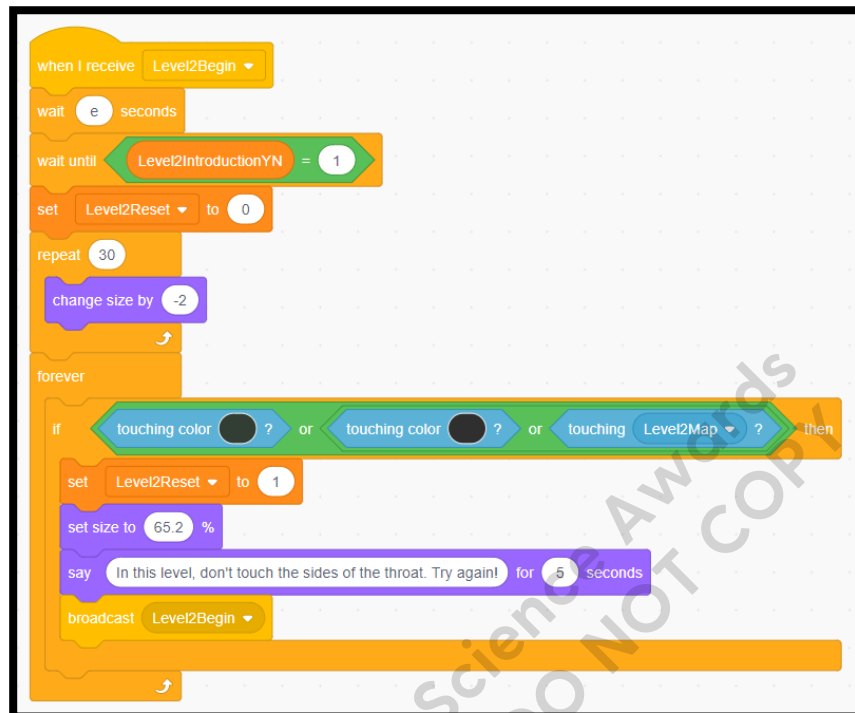 when I receive Level2Begin
wait e seconds
wait until Level2IntroductionYN = 1
set Level2Reset to 0
repeat 30
change size by -2
forever
if touching color ? or touching color ? or touching Level2Map ? then
set Level2Reset to 1
set size to 65.2 %
say In this level, don't touch the sides of the throat. Try again! for 5 seconds
broadcast Level2Begin
Science Awards
DO NOT COPY